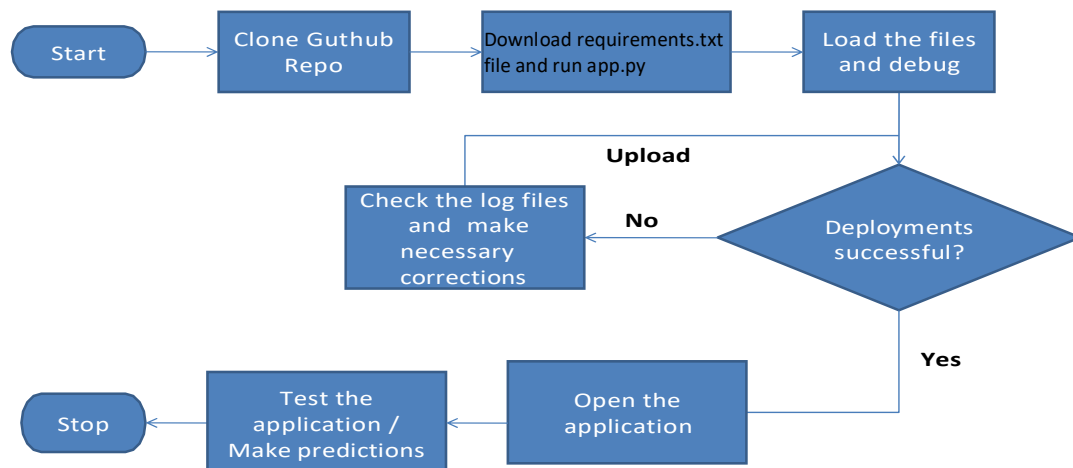 Start
Clone Guthub
Repo
Download requirements.txt
file and run app.py
Load the files
and debug
Upload
Check the log files
and make
necessary
corrections
No
Deployments
successful?
Yes
Stop
Test the
application /
Make predictions
Open the
application